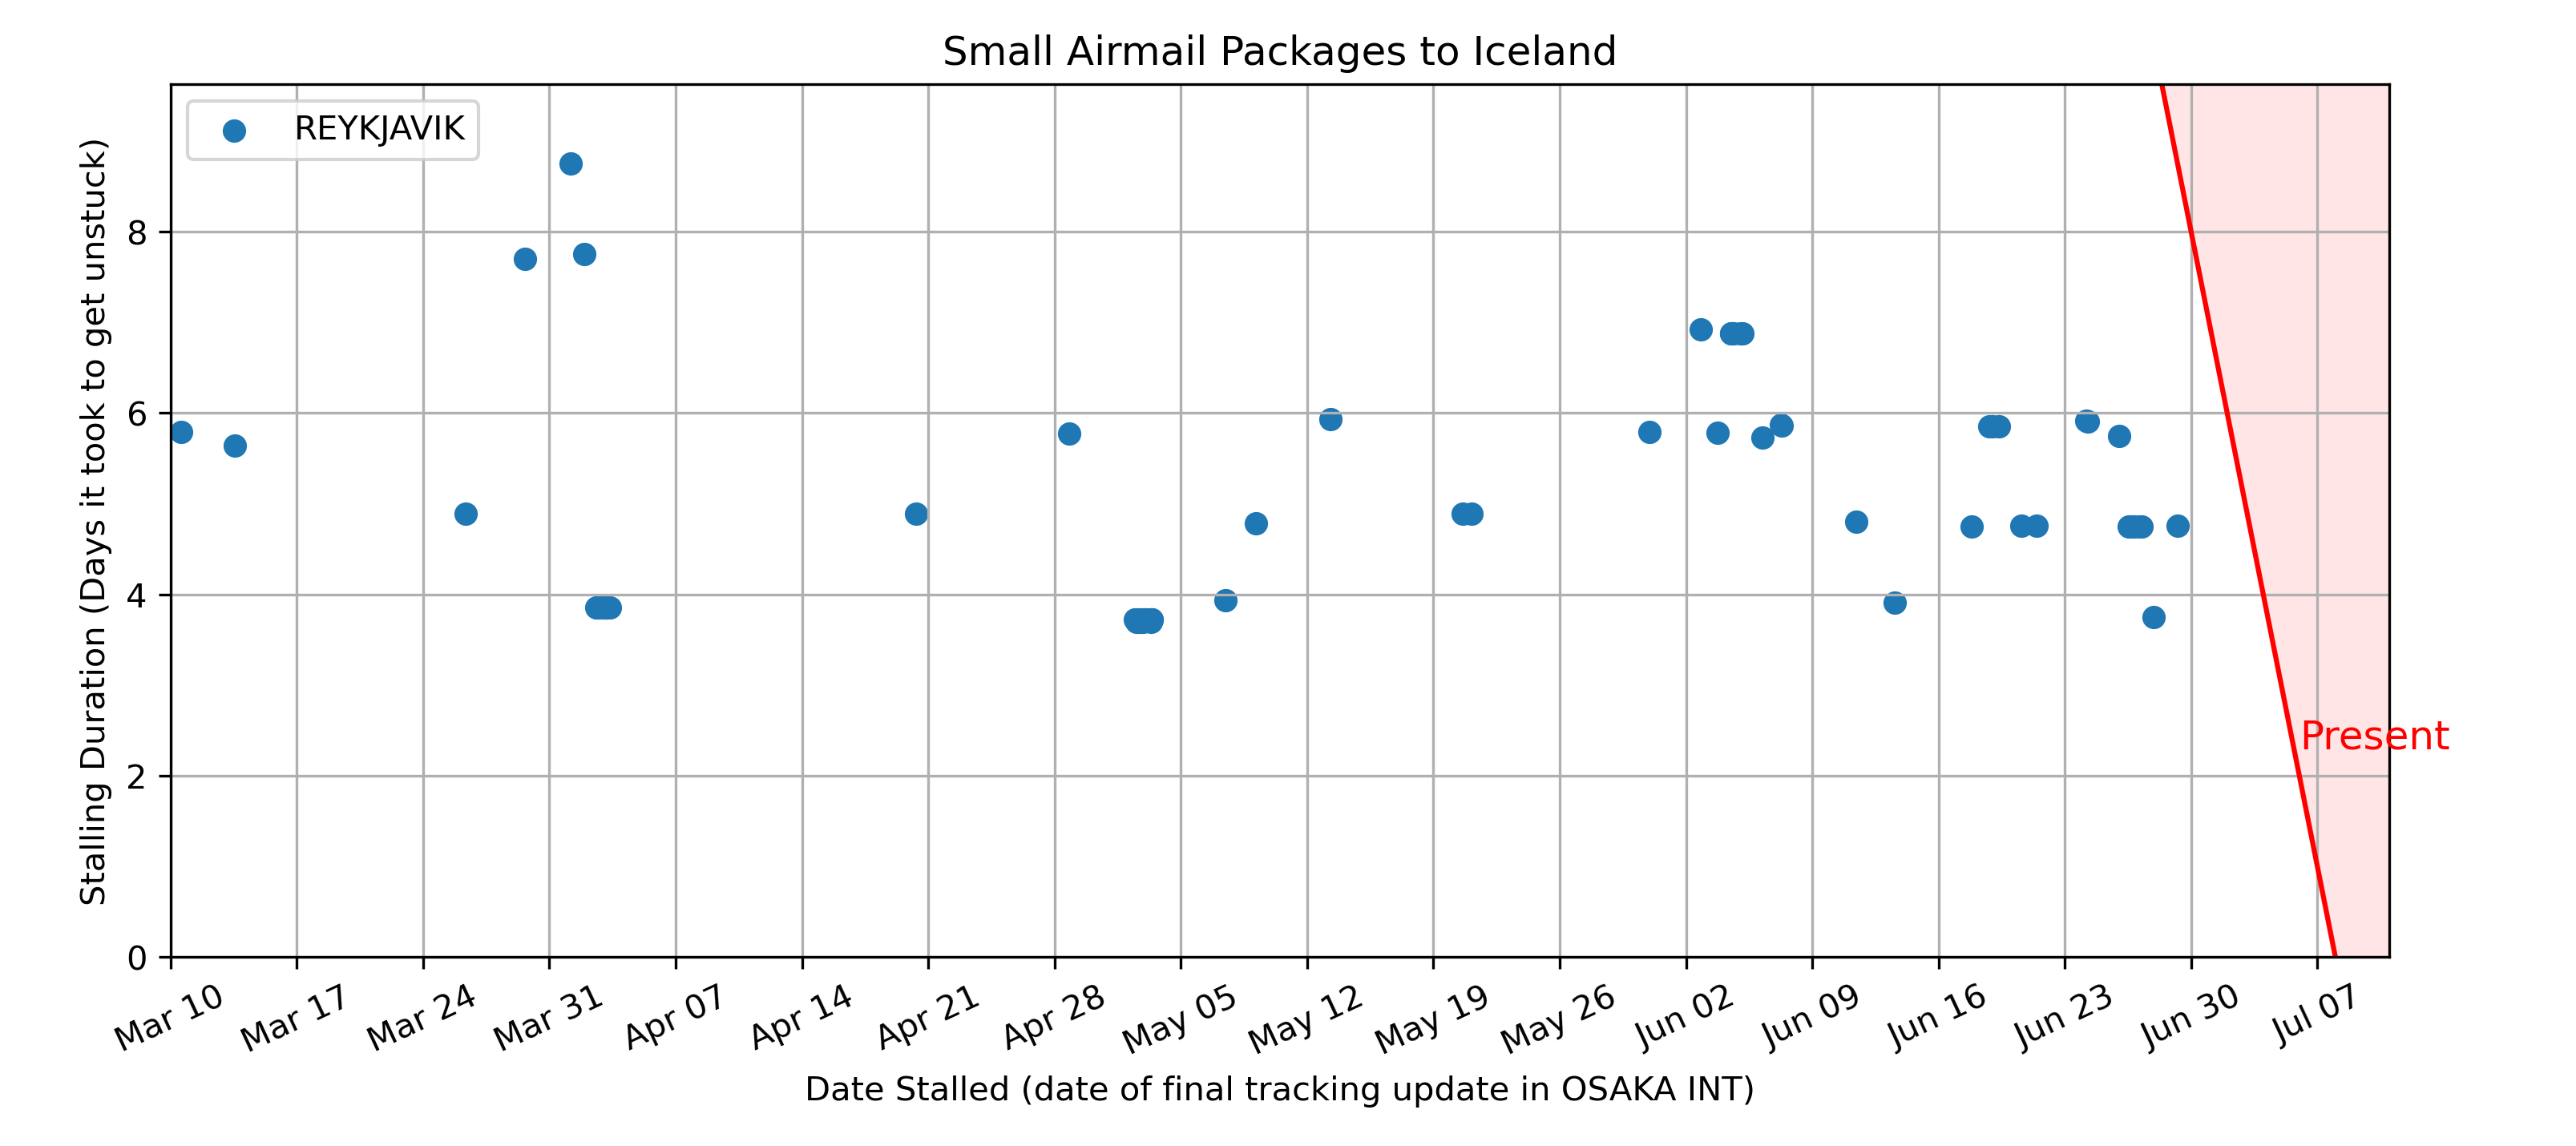 Small Airmail Packages to Iceland
REYKJAVIK
Stalling Duration (Days it took to get unstuck)
8
6
4
2
0
Present
Mar 10
Mar 17
Mar 24
Mar 31
Apr 07
Apr 14
Apr 21
Apr 28
May 05
May 12
May 19
May 26
Jun 02
Jun 09
Jun 16
Jun 23
Jun 30
Jul 07
Date Stalled (date of final tracking update in OSAKA INT)